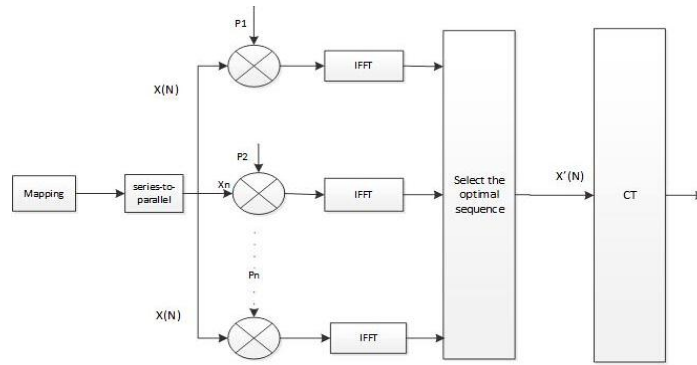 P1
IFFT
X(N)
P2
Mapping
series-to-
parallel
Xn
IFFT
Select the
optimal
sequence
X'(N)
CT
Pn
X(N)
IFFT